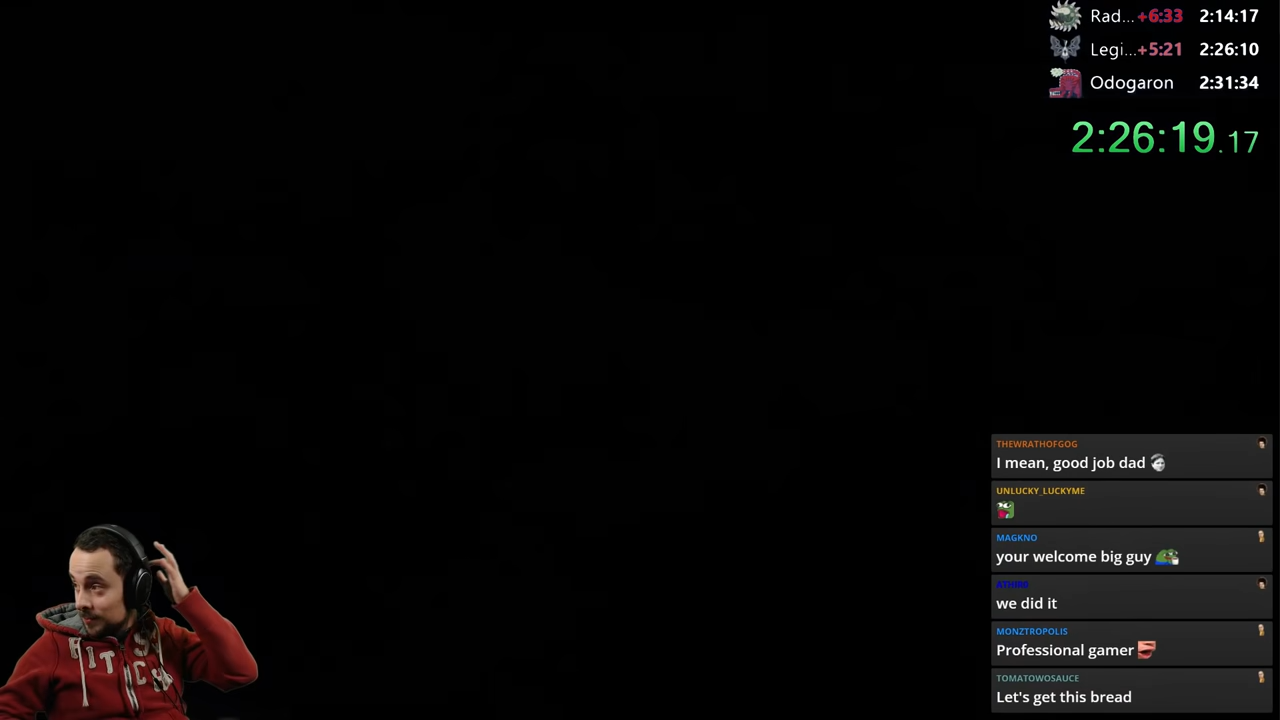 Rad... +6:33 2:14:17
Legi... +5:21 2:26:10
Odogaron 2:31:34
2:26:19.17
THEWRATHOFGOG
I mean, good job dad
UNLUCKY_LUCKYME
MAGKNO
your welcome big guy
we did it
MONZTROPOLIS
Professional gamer
TOMATOWOSAUCE
Let's get this bread